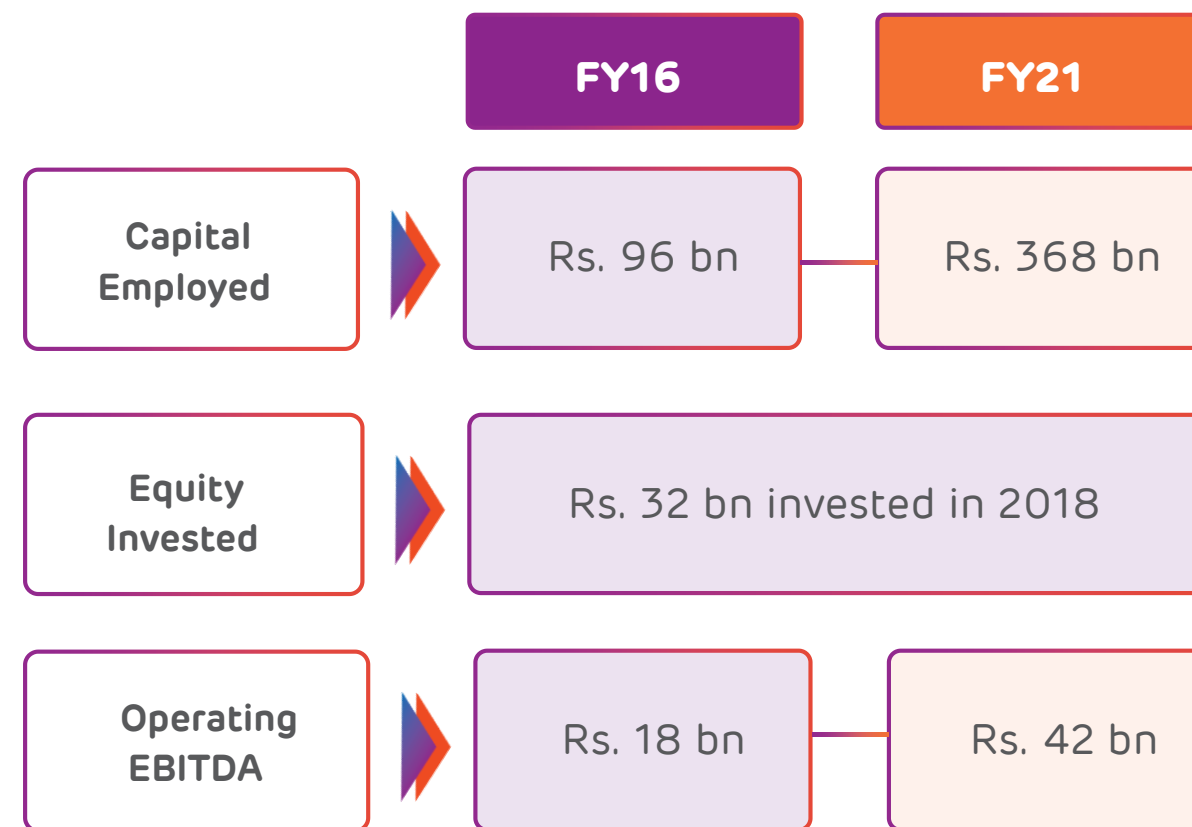 FY16 FY21
Capital
Employed
Rs. 96 bn
Rs. 368 bn
Equity
Invested
Rs. 32 bn invested in 2018
Operating
EBITDA
Rs. 18 bn
Rs. 42 bn